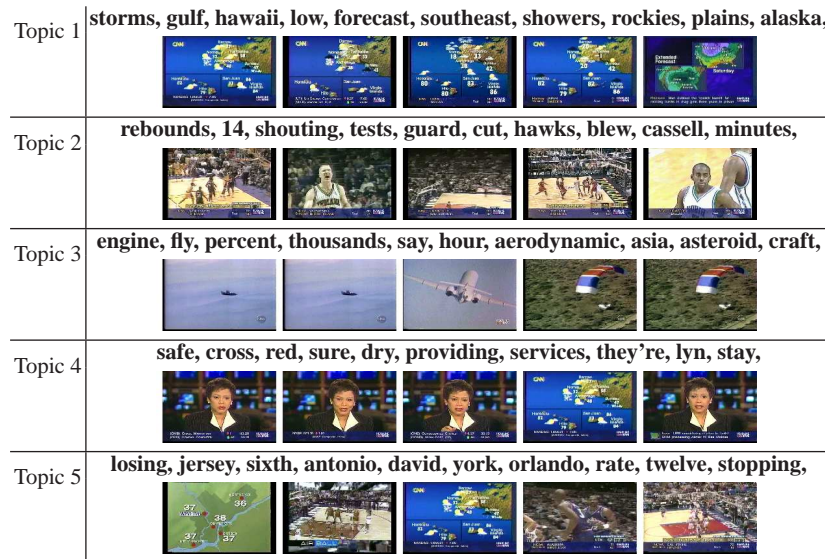 Topic 1
storms, gulf, hawaii, low, forecast, southeast, showers, rockies, plains, alaska,
Topic 2
rebounds, 14, shouting, tests, guard, cut, hawks, blew, cassell, minutes,
Topic 3
engine, fly, percent, thousands, say, hour, aerodynamic, asia, asteroid, craft,
Topic 4
safe, cross, red, sure, dry, providing, services, they're, lyn, stay,
Topic 5
losing, jersey, sixth, antonio, david, york, orlando, rate, twelve, stopping,